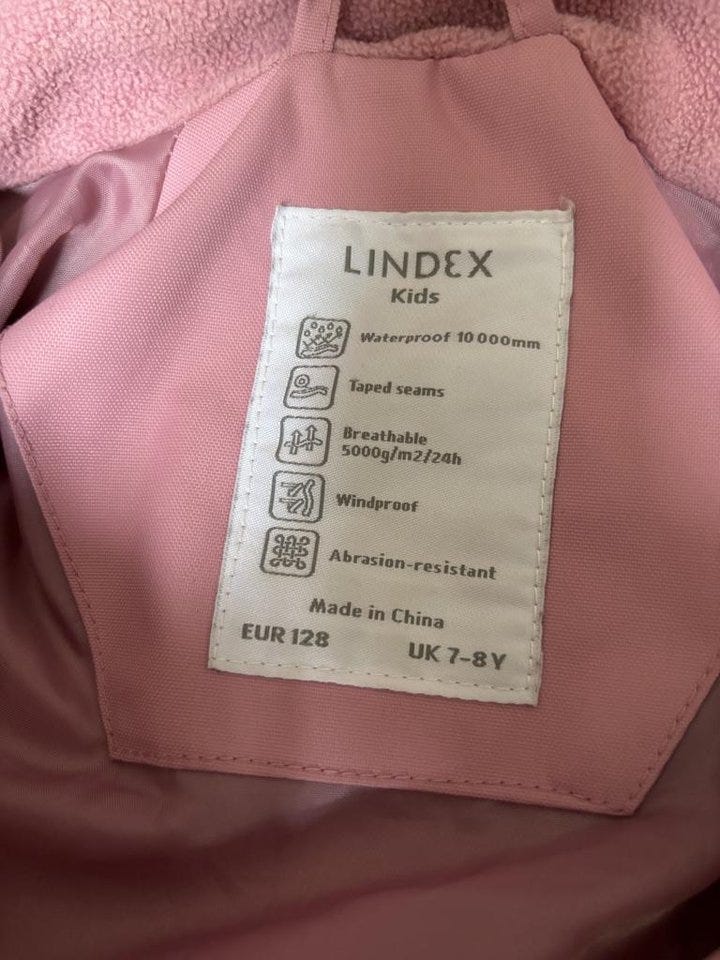 LINDEX
Kids
Waterproof 10 000mm
Taped seams
Breathable
5000g/m2/24h
Windproof
Abrasion-resistant
Made in China
EUR 128 UK 7-8 Y